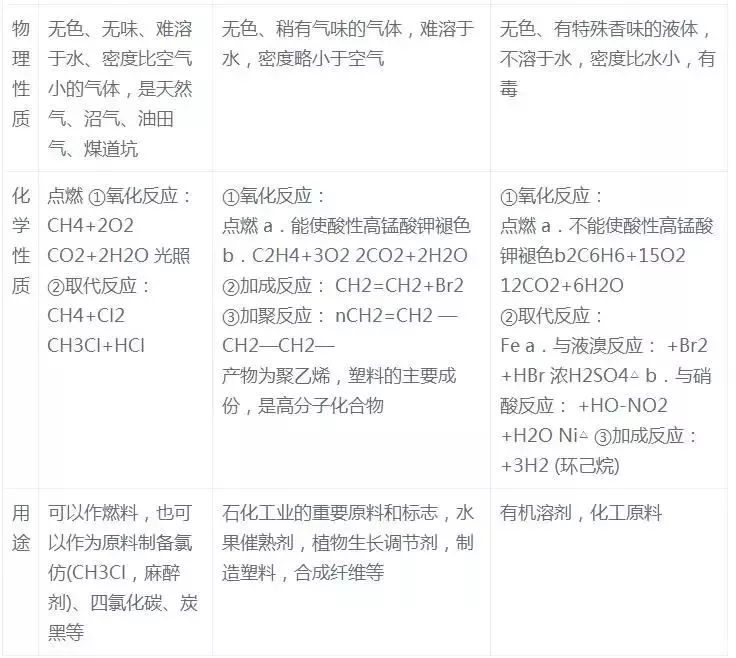 物
理
性
质
无色、无味、难溶
于水、密度比空气
小的气体，是天然
气、沼气、油田
气、煤道坑
无色、稍有气味的气体，难溶于
水，密度略小于空气
无色、有特殊香味的液体，
不溶于水，密度比水小，有
毒
化
学
性
质
点燃 ①氧化反应：
CH4+2O2
CO2+2H2O 光照
②取代反应：
CH4+Cl2
CH3Cl+HCl
①氧化反应：
点燃 a．能使酸性高锰酸钾褪色
b．C2H4+3O2 2CO2+2H2O
②加成反应： CH2=CH2+Br2
③加聚反应： nCH2=CH2 —
CH2—CH2—
产物为聚乙烯，塑料的主要成
份，是高分子化合物
①氧化反应：
点燃 a．不能使酸性高锰酸
钾褪色b2C6H6+15O2
12CO2+6H2O
②取代反应：
Fe a．与液溴反应： +Br2
+HBr 浓H2SO4△ b．与硝
酸反应： +HO-NO2
+H2O Ni△ ③加成反应：
+3H2 (环己烷)
用
途
可以作燃料，也可
以作为原料制备氯
仿(CH3Cl，麻醉
剂)、四氯化碳、炭
黑等
石化工业的重要原料和标志，水
果催熟剂，植物生长调节剂，制
造塑料，合成纤维等
有机溶剂，化工原料